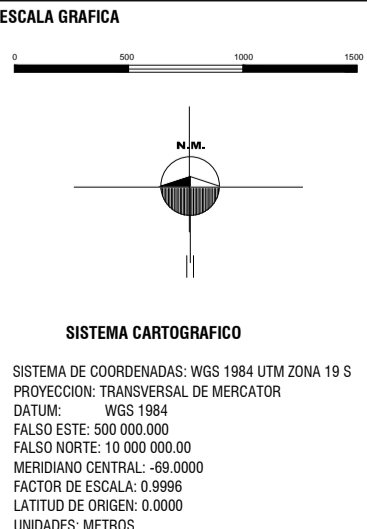 ESCALA GRAFICA
0 500 1000 1500
N.M.
SISTEMA CARTOGRAFICO
SISTEMA DE COORDENADAS: WGS 1984 UTM ZONA 19 S
PROYECCION: TRANSVERSAL DE MERCATOR
DATUM: WGS 1984
FALSO ESTE: 500 000.000
FALSO NORTE: 10 000 000.00
MERIDIANO CENTRAL: -69.0000
FACTOR DE ESCALA: 0.9996
LATITUD DE ORIGEN: 0.0000
UNIDADES: METROS